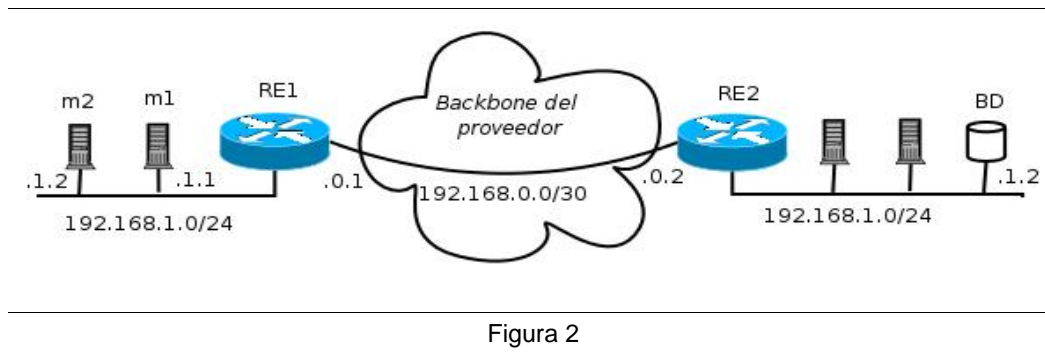 m2
m1
RE1
Backbone del
proveedor
RE2
BD
.1.2
.1.1
.0.1
192.168.0.0/30
.0.2
.1.2
192.168.1.0/24
192.168.1.0/24
Figura 2